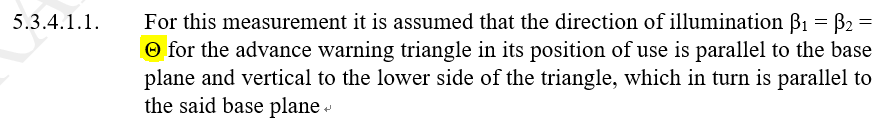 5.3.4.1.1. For this measurement it is assumed that the direction of illumination β₁ = β₂ =
Θ for the advance warning triangle in its position of use is parallel to the base
plane and vertical to the lower side of the triangle, which in turn is parallel to
the said base plane